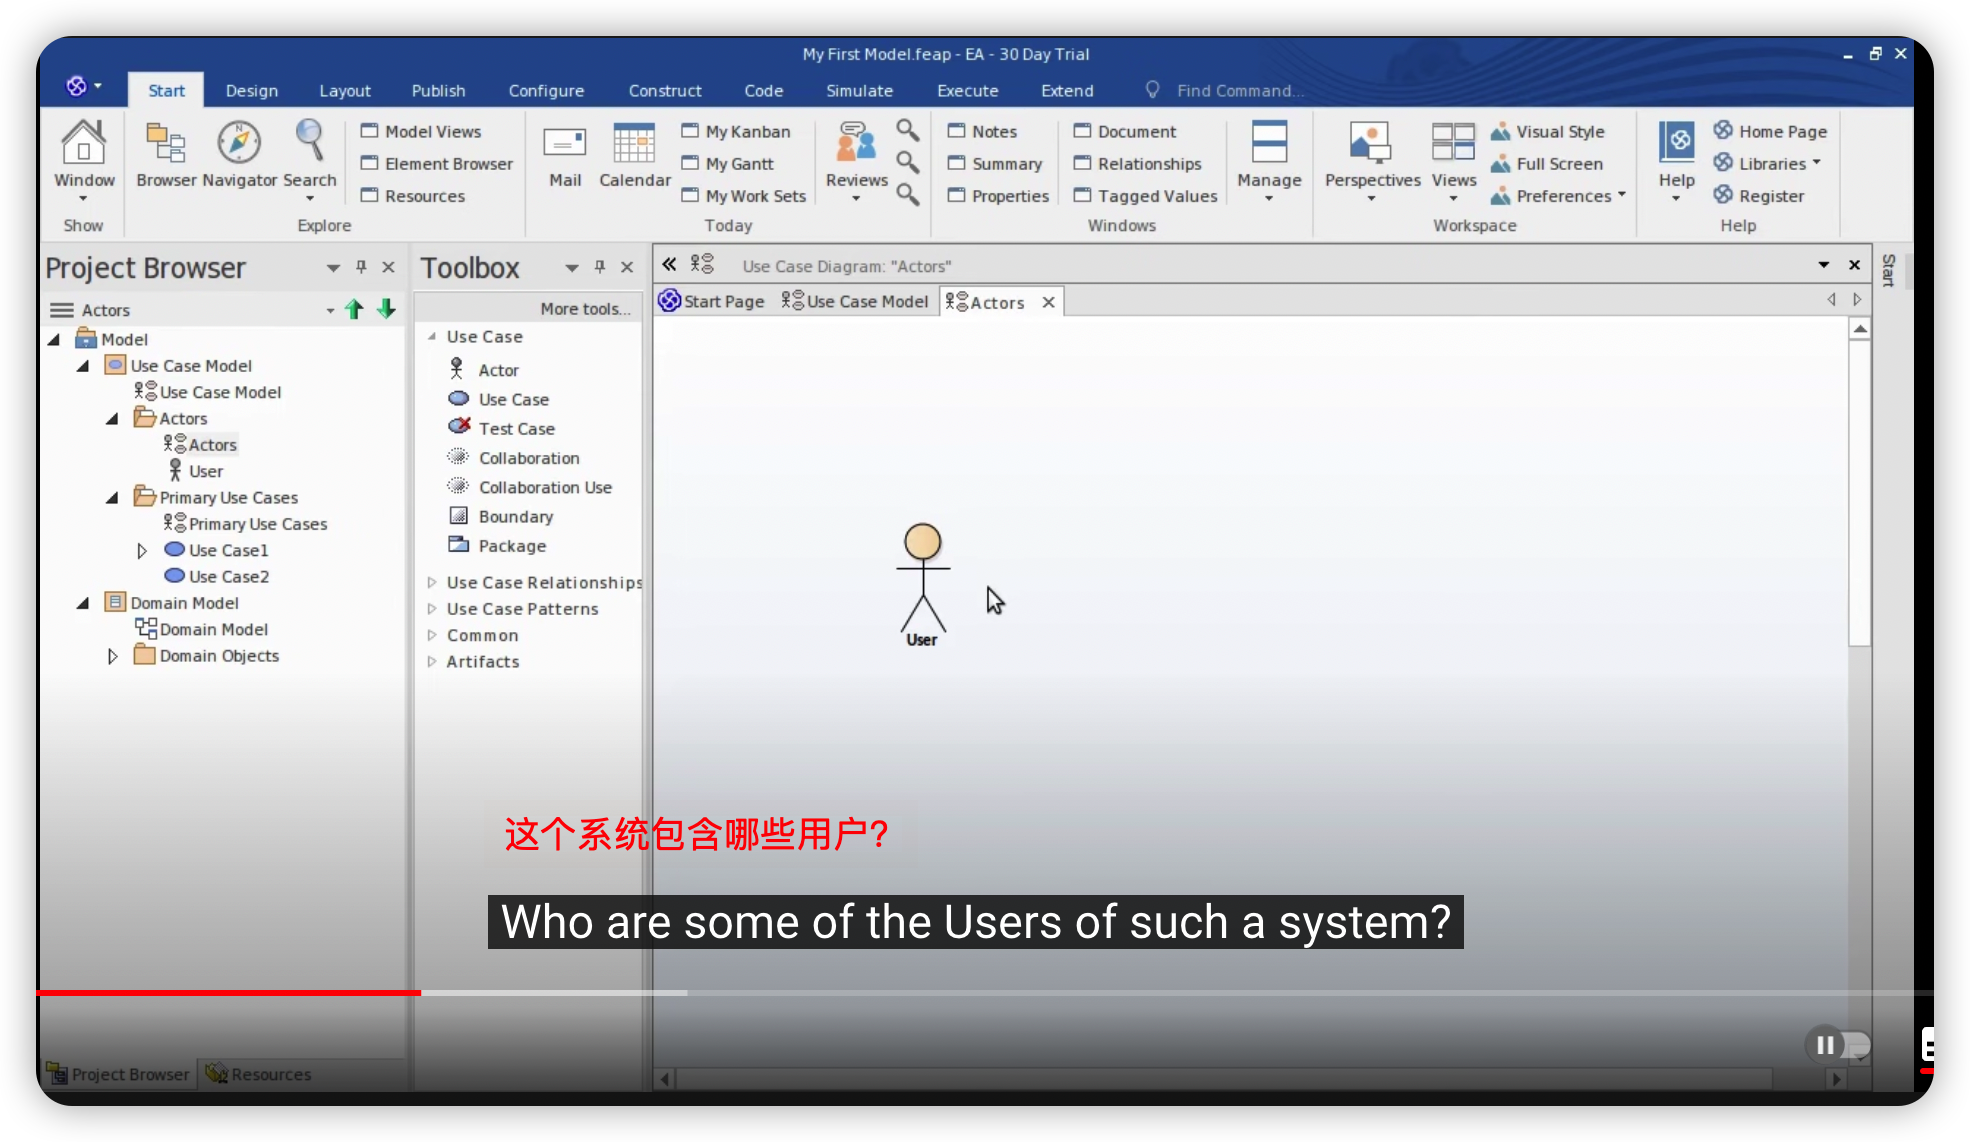 My First Model.feap - EA - 30 Day Trial
Start Design Layout Publish Configure Construct Code Simulate Execute Extend Find Command...
Window
Show
Browser Navigator Search
Model Views
Element Browser
Resources
Explore
Mail Calendar
My Kanban
My Gantt
My Work Sets
Reviews
Today
Notes
Summary
Properties
Document
Relationships
Tagged Values
Manage
Windows
Perspectives Views
Visual Style
Full Screen
Preferences
Workspace
Help
Home Page
Libraries
Register
Help
Project Browser
Actors
Model
Use Case Model
Use Case Model
Actors
Actors
User
Primary Use Cases
Primary Use Cases
Use Case1
Use Case2
Domain Model
Domain Model
Domain Objects
Project Browser Resources
Toolbox
More tools...
Use Case
Actor
Use Case
Test Case
Collaboration
Collaboration Use
Boundary
Package
Use Case Relationships
Use Case Patterns
Common
Artifacts
Use Case Diagram: "Actors"
Start Page Use Case Model Actors
Start
User
这个系统包含哪些用户?
Who are some of the Users of such a system?